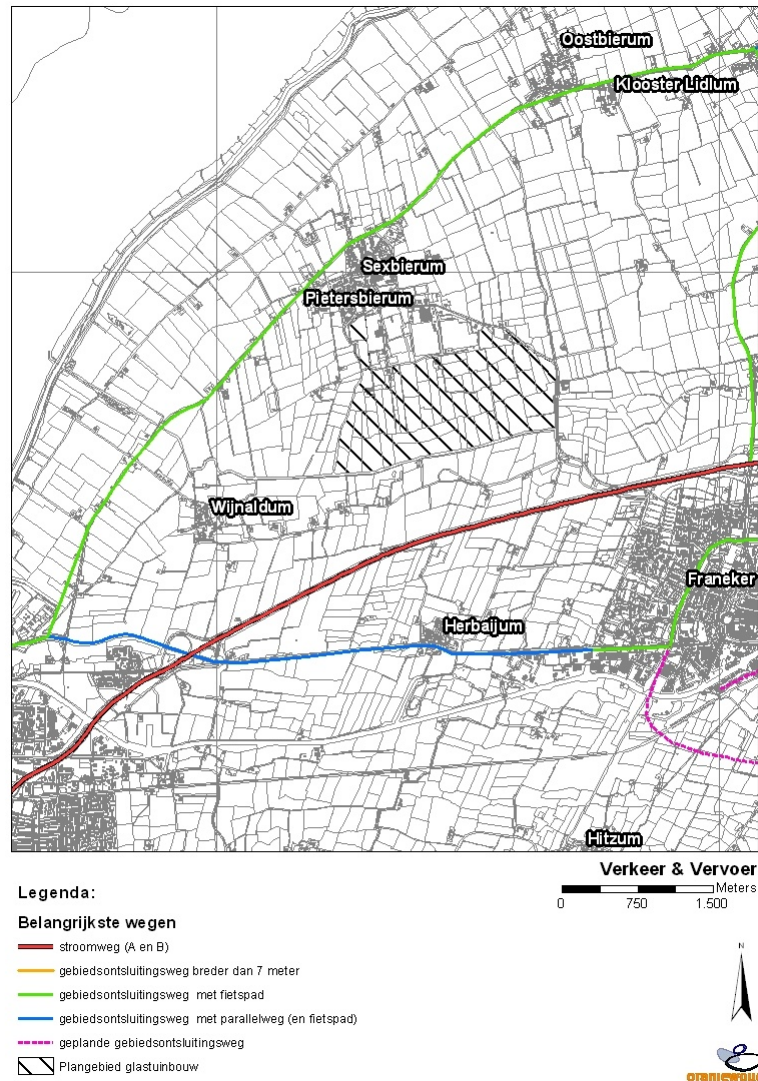 Oostbierum
Klooster Lidlum
Sexbierum
Pietersbierum
Wijnaldum
Franeker
Herbaijum
Hitzum
Verkeer & Vervoer
Meters
0 750 1.500
Legenda:
Belangrijkste wegen
stroomweg (A en B)
gebiedsontsluitingsweg breder dan 7 meter
gebiedsontsluitingsweg met fietspad
gebiedsontsluitingsweg met parallelweg (en fietspad)
geplande gebiedsontsluitingsweg
Plangebied glastuinbouw
N